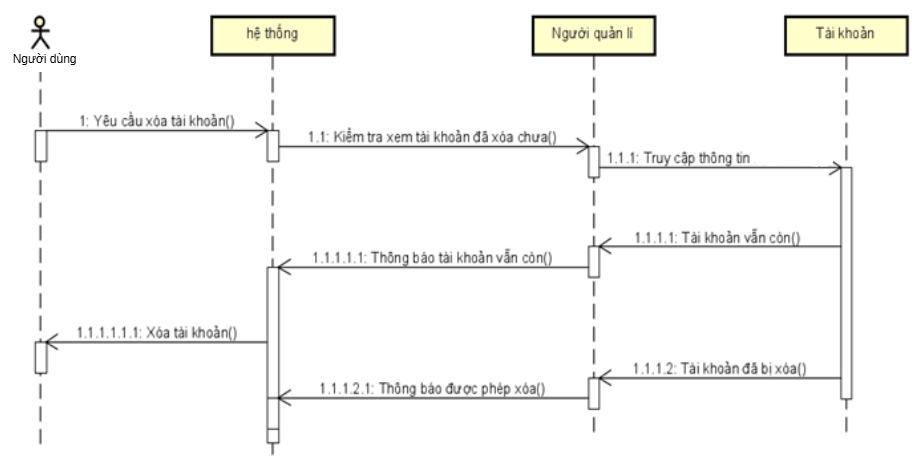 hệ thống
Người quản lí
Tài khoản
Người dùng
1: Yêu cầu xóa tài khoản()
1.1: Kiểm tra xem tài khoản đã xóa chưa()
1.1.1: Truy cập thông tin
1.1.1.1: Tài khoản vẫn còn()
1.1.1.1.1: Thông báo tài khoản vẫn còn()
1.1.1.1.1.1: Xóa tài khoản()
1.1.1.2: Tài khoản đã bị xóa()
1.1.1.2.1: Thông báo được phép xóa()